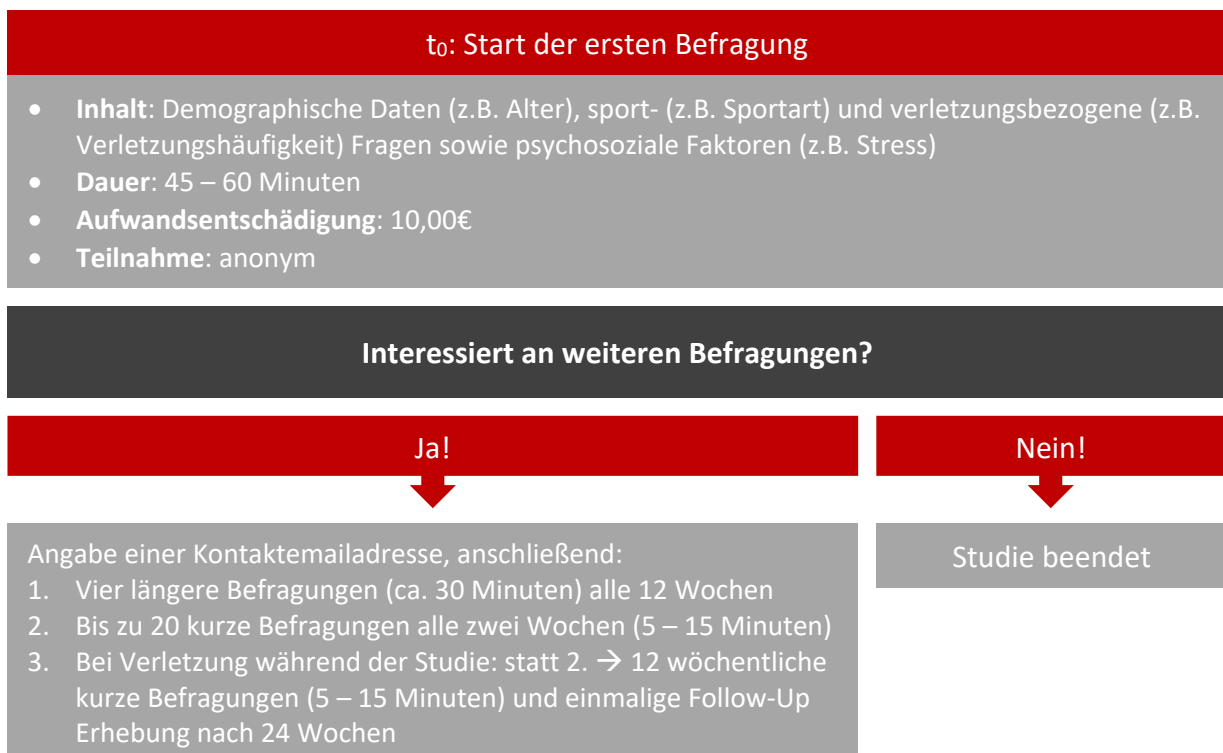 t₀: Start der ersten Befragung
• Inhalt: Demographische Daten (z.B. Alter), sport- (z.B. Sportart) und verletzungsbezogene (z.B.
Verletzungshäufigkeit) Fragen sowie psychosoziale Faktoren (z.B. Stress)
• Dauer: 45 – 60 Minuten
• Aufwandsentschädigung: 10,00€
• Teilnahme: anonym
Interessiert an weiteren Befragungen?
Ja!
Nein!
Angabe einer Kontaktemailadresse, anschließend:
1. Vier längere Befragungen (ca. 30 Minuten) alle 12 Wochen
2. Bis zu 20 kurze Befragungen alle zwei Wochen (5 – 15 Minuten)
3. Bei Verletzung während der Studie: statt 2. → 12 wöchentliche
kurze Befragungen (5 – 15 Minuten) und einmalige Follow-Up
Erhebung nach 24 Wochen
Studie beendet